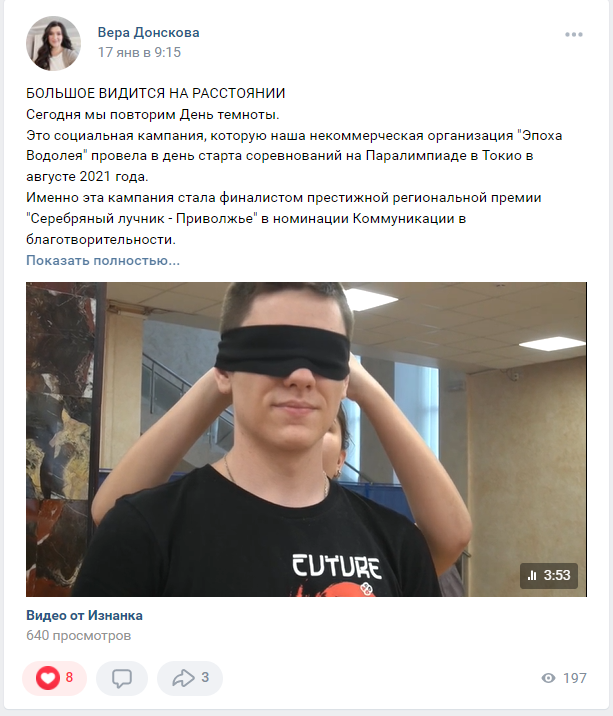 Вера Донскова
17 янв в 9:15
БОЛЬШОЕ ВИДИТСЯ НА РАССТОЯНИИ
Сегодня мы повторим День темноты.
Это социальная кампания, которую наша некоммерческая организация "Эпоха
Водолея" провела в день старта соревнований на Паралимпиаде в Токио в
августе 2021 года.
Именно эта кампания стала финалистом престижной региональной премии
"Серебряный лучник - Приволжье" в номинации Коммуникации в
благотворительности.
Показать полностью...
FUTURE
3:53
Видео от Изнанка
640 просмотров
8
3
197